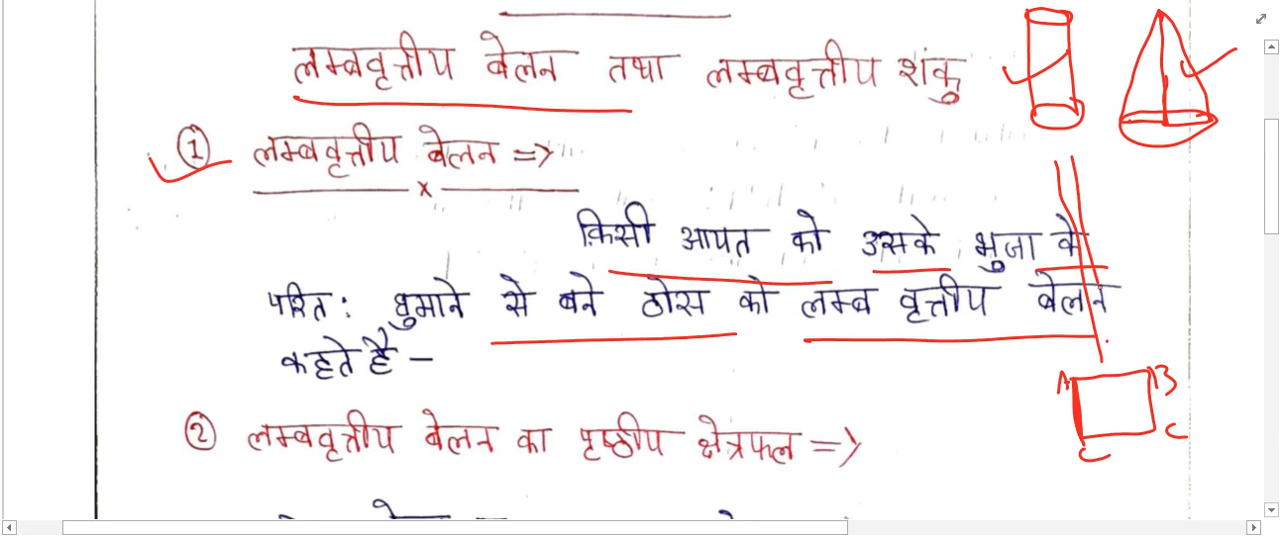 लम्बवृत्तीय बेलन तथा लम्बवृत्तीय शंकु
① लम्बवृत्तीय बेलन =>
x
किसी आयत को उसके भुजा के
परित: घुमाने से बने ठोस को लम्ब वृत्तीय बेलन
कहते है –
A B
C C
② लम्बवृत्तीय बेलन का पृष्ठीय क्षेत्रफल =>